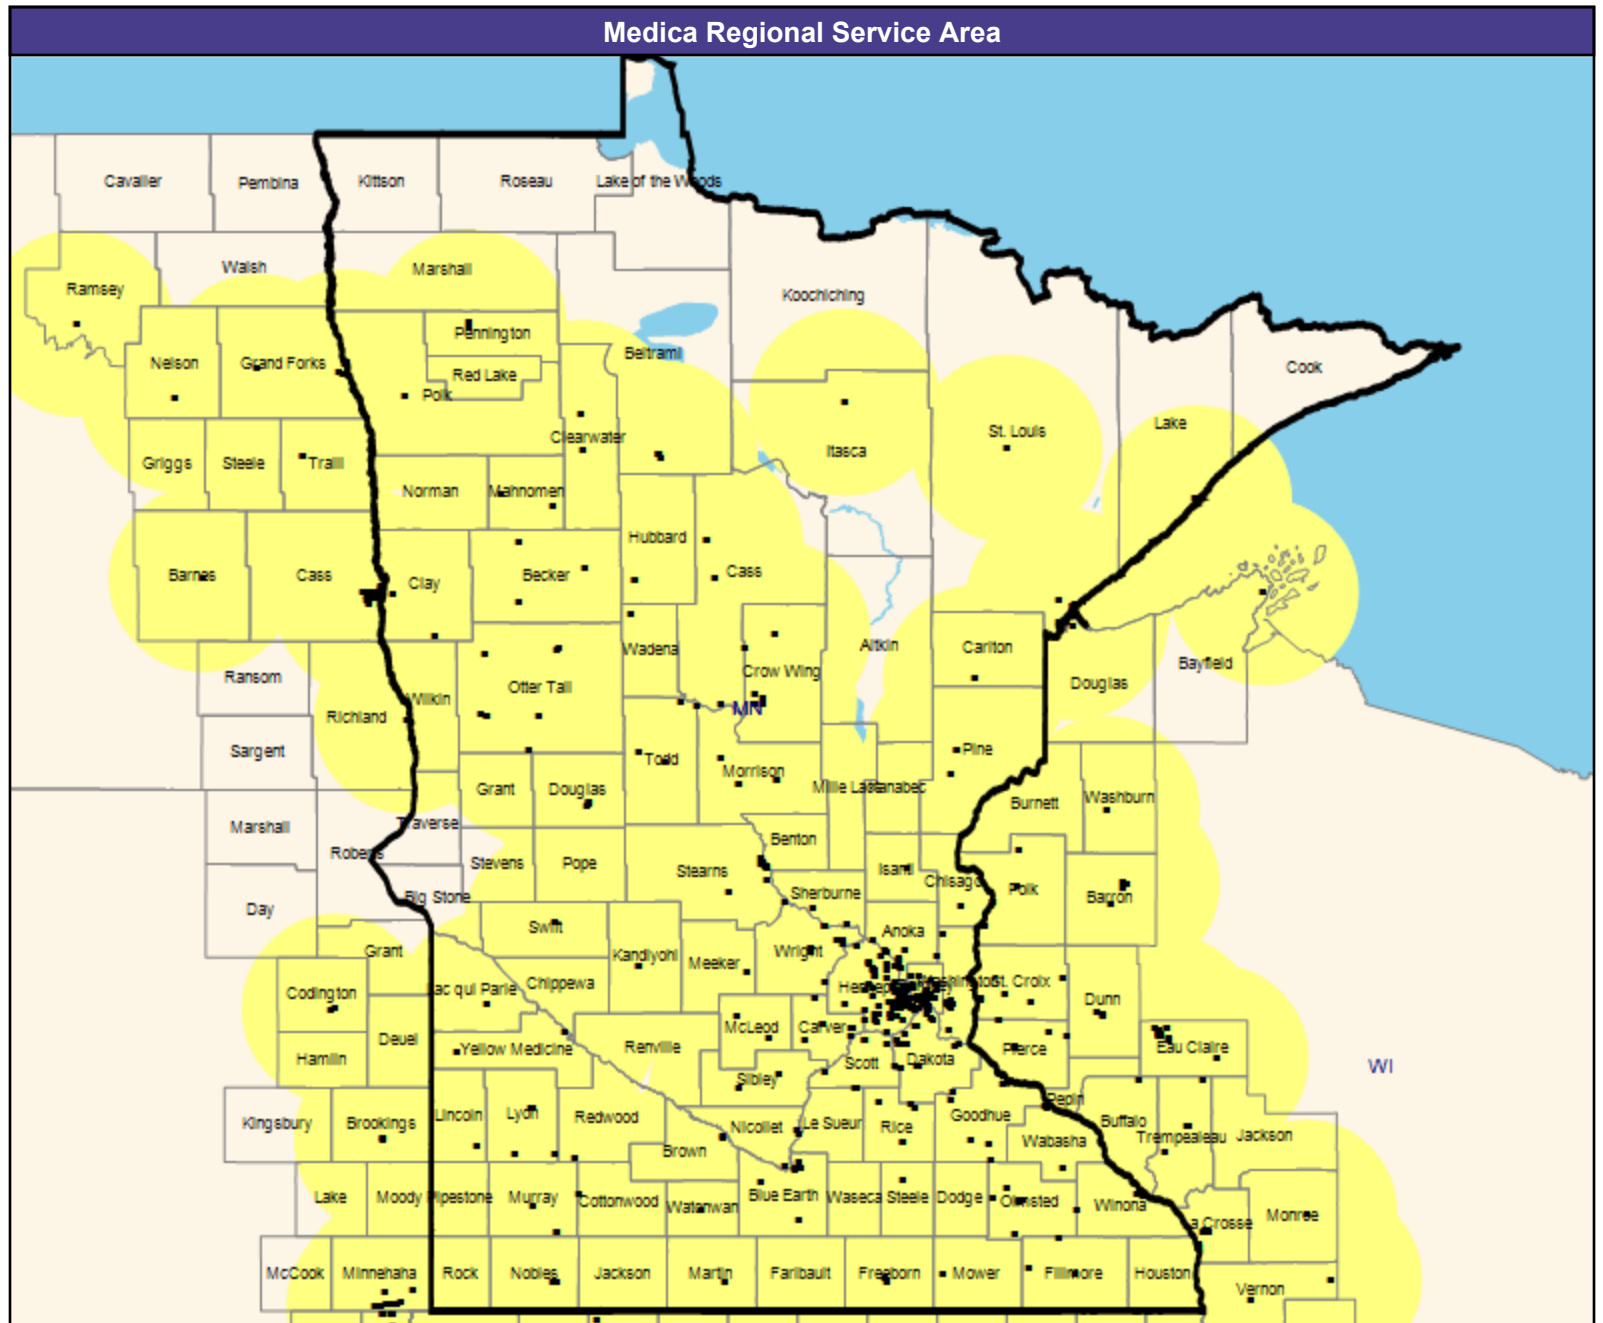 Medica Regional Service Area
Cavalier
Pembina
Kittson
Roseau
Lake of the Woods
Walsh
Marshall
Ramsey
Koochiching
Pennington
Nelson
Grand Forks
Beltrami
Cook
Red Lake
Polk
Lake
St. Louis
Clearwater
Itasca
Griggs
Steele
Traill
Norman
Mahnomen
Hubbard
Cass
Barnes
Cass
Clay
Becker
Wadena
Aitkin
Carlton
Crow Wing
Bayfield
Ransom
Douglas
Otter Tail
Wilkin
Richland
MN
Sargent
Todd
Morrison
Pine
Grant
Douglas
Mille Lacs
Kanabec
Burnett
Washburn
Marshall
Traverse
Roberts
Benton
Stevens
Pope
Stearns
Isanti
Chisago
Polk
Barron
Big Stone
Sherburne
Day
Swift
Anoka
Grant
Kandiyohi
Meeker
Wright
Codington
Lac qui Parle
Chippewa
Hennepin
Washington
St. Croix
Dunn
McLeod
Carver
Deuel
Hamlin
Yellow Medicine
Renville
Scott
Dakota
Pierce
Eau Claire
WI
Sibley
Pepin
Kingsbury
Brookings
Lincoln
Lyon
Redwood
Nicollet
Le Sueur
Rice
Goodhue
Buffalo
Trempealeau
Jackson
Wabasha
Brown
Lake
Moody
Pipestone
Murray
Cottonwood
Watonwan
Blue Earth
Waseca
Steele
Dodge
Olmsted
Winona
La Crosse
Monroe
McCook
Minnehaha
Rock
Nobles
Jackson
Martin
Faribault
Freeborn
Mower
Fillmore
Houston
Vernon